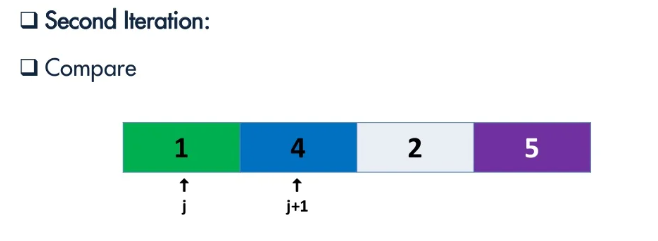 ❑ Second Iteration:
❑ Compare
1 4 2 5
↑ ↑
j j+1